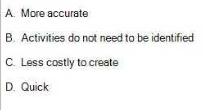 A. More accurate
B. Activities do not need to be identified
C. Less costly to create
D. Quick